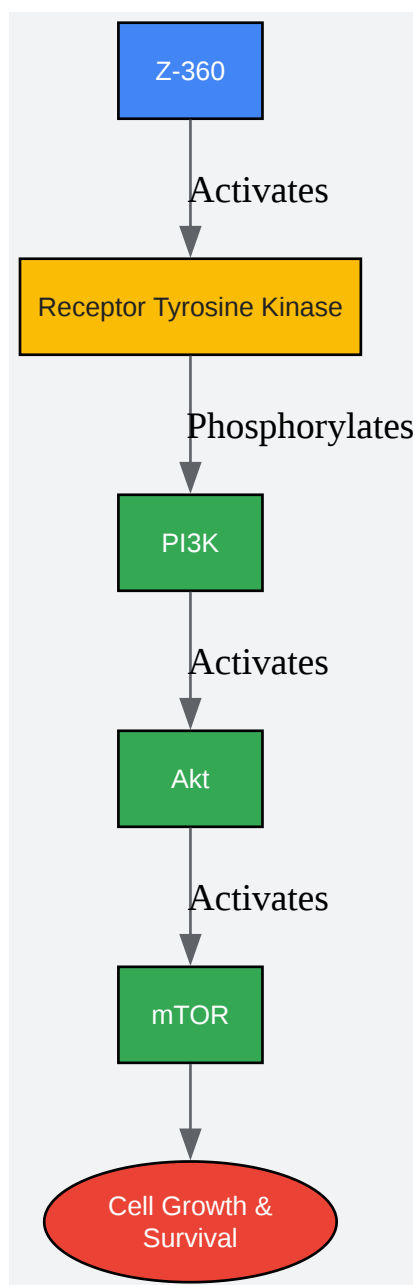 Z-360
Activates
Receptor Tyrosine Kinase
Phosphorylates
PI3K
Activates
Akt
Activates
mTOR
Cell Growth &
Survival